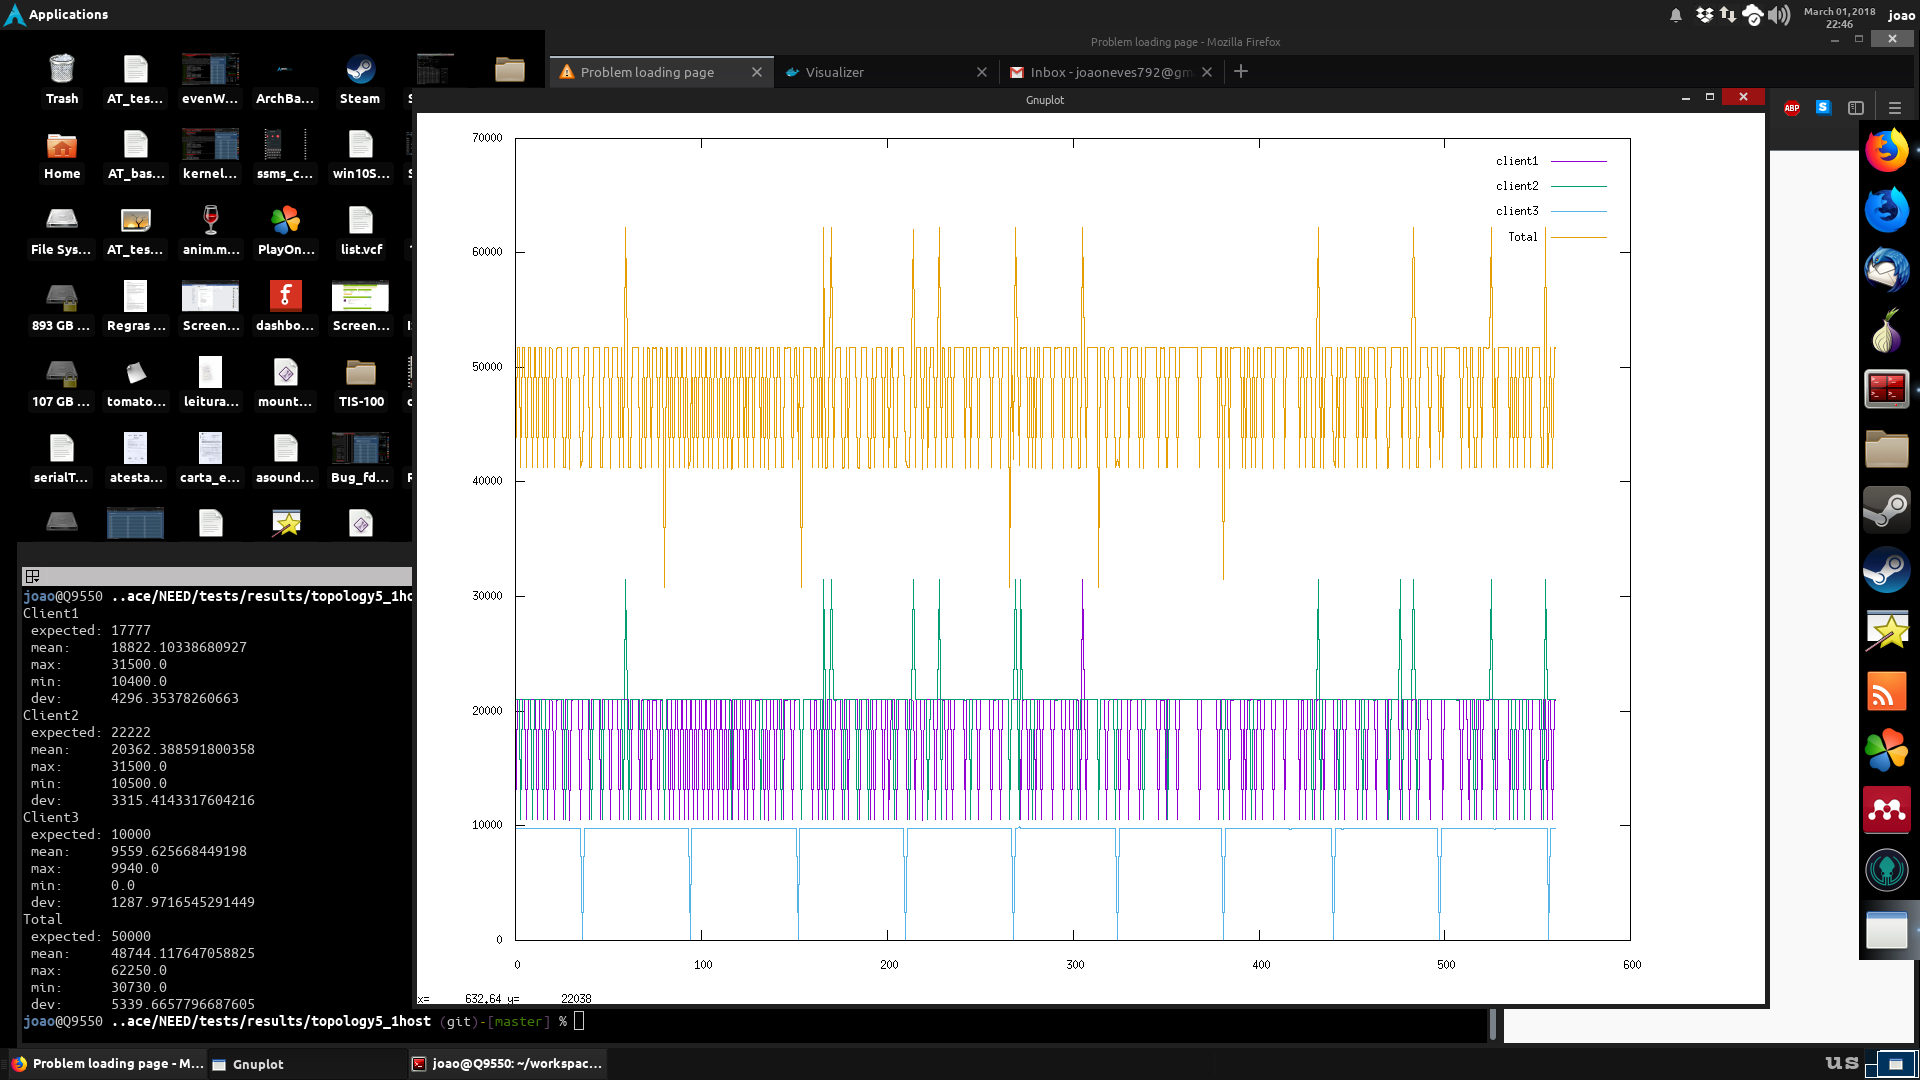 Applications
March 01, 2018
22:46
joao
Problem loading page - Mozilla Firefox
Problem loading page
Visualizer
Inbox - joaoneves792@gm
Gnuplot
ABP
S
Trash
AT_tes...
evenW...
ArchBa...
Steam
Home
AT_bas...
kernel...
ssms_c...
win10S...
File Sys...
AT_tes...
anim.m...
PlayOn...
list.vcf
893 GB ...
Regras ...
Screen...
dashbo...
Screen...
107 GB ...
tomato...
leitura...
mount...
TIS-100
serialT...
atesta...
carta_e...
asound...
Bug_fd...
70000
60000
50000
40000
30000
20000
10000
0
0
100
200
300
400
500
600
client1
client2
client3
Total
x= 632,64 y= 22038
joao@Q9550 ..ace/NEED/tests/results/topology5_1ho
Client1
expected: 17777
mean: 18822.10338680927
max: 31500.0
min: 10400.0
dev: 4296.35378260663
Client2
expected: 22222
mean: 20362.388591800358
max: 31500.0
min: 10500.0
dev: 3315.4143317604216
Client3
expected: 10000
mean: 9559.625668449198
max: 9940.0
min: 0.0
dev: 1287.9716545291449
Total
expected: 50000
mean: 48744.117647058825
max: 62250.0
min: 30730.0
dev: 5339.6657796687605
joao@Q9550 ..ace/NEED/tests/results/topology5_1host (git)-[master] %
Problem loading page - M...
Gnuplot
joao@Q9550: ~/workspac...
us